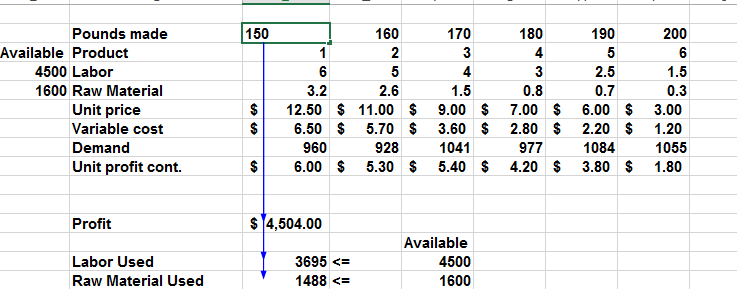 Pounds made 150 160 170 180 190 200
Available Product 1 2 3 4 5 6
4500 Labor 6 5 4 3 2.5 1.5
1600 Raw Material 3.2 2.6 1.5 0.8 0.7 0.3
Unit price $ 12.50 $ 11.00 $ 9.00 $ 7.00 $ 6.00 $ 3.00
Variable cost $ 6.50 $ 5.70 $ 3.60 $ 2.80 $ 2.20 $ 1.20
Demand 960 928 1041 977 1084 1055
Unit profit cont. $ 6.00 $ 5.30 $ 5.40 $ 4.20 $ 3.80 $ 1.80
Profit $ 4,504.00
Available
Labor Used 3695 <= 4500
Raw Material Used 1488 <= 1600